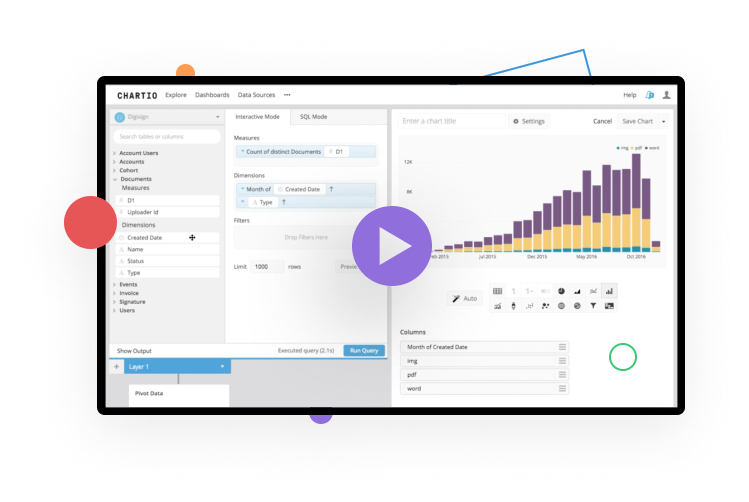 CHARTIO Explore Dashboards Data Sources ••• Help
Digisign
Search tables or columns
Account Users
Accounts
Cohort
Documents
Measures
# D1
# Uploader Id
Dimensions
Created Date
A Name
A Status
A Type
Events
Invoice
Signature
Users
Interactive Mode SQL Mode
Measures
Count of distinct Documents # D1
Dimensions
Month of Created Date ↑
A Type ↑
Filters
Drop Filters Here
Limit 1000 rows
Show Output Executed query (2.1s) Run Query
+ Layer 1
Pivot Data
Enter a chart title Settings Cancel Save Chart
img pdf word
12K
8K
2015 Jul 2015 Dec 2015 May 2016 Oct 2016
Auto
Columns
Month of Created Date
img
pdf
word